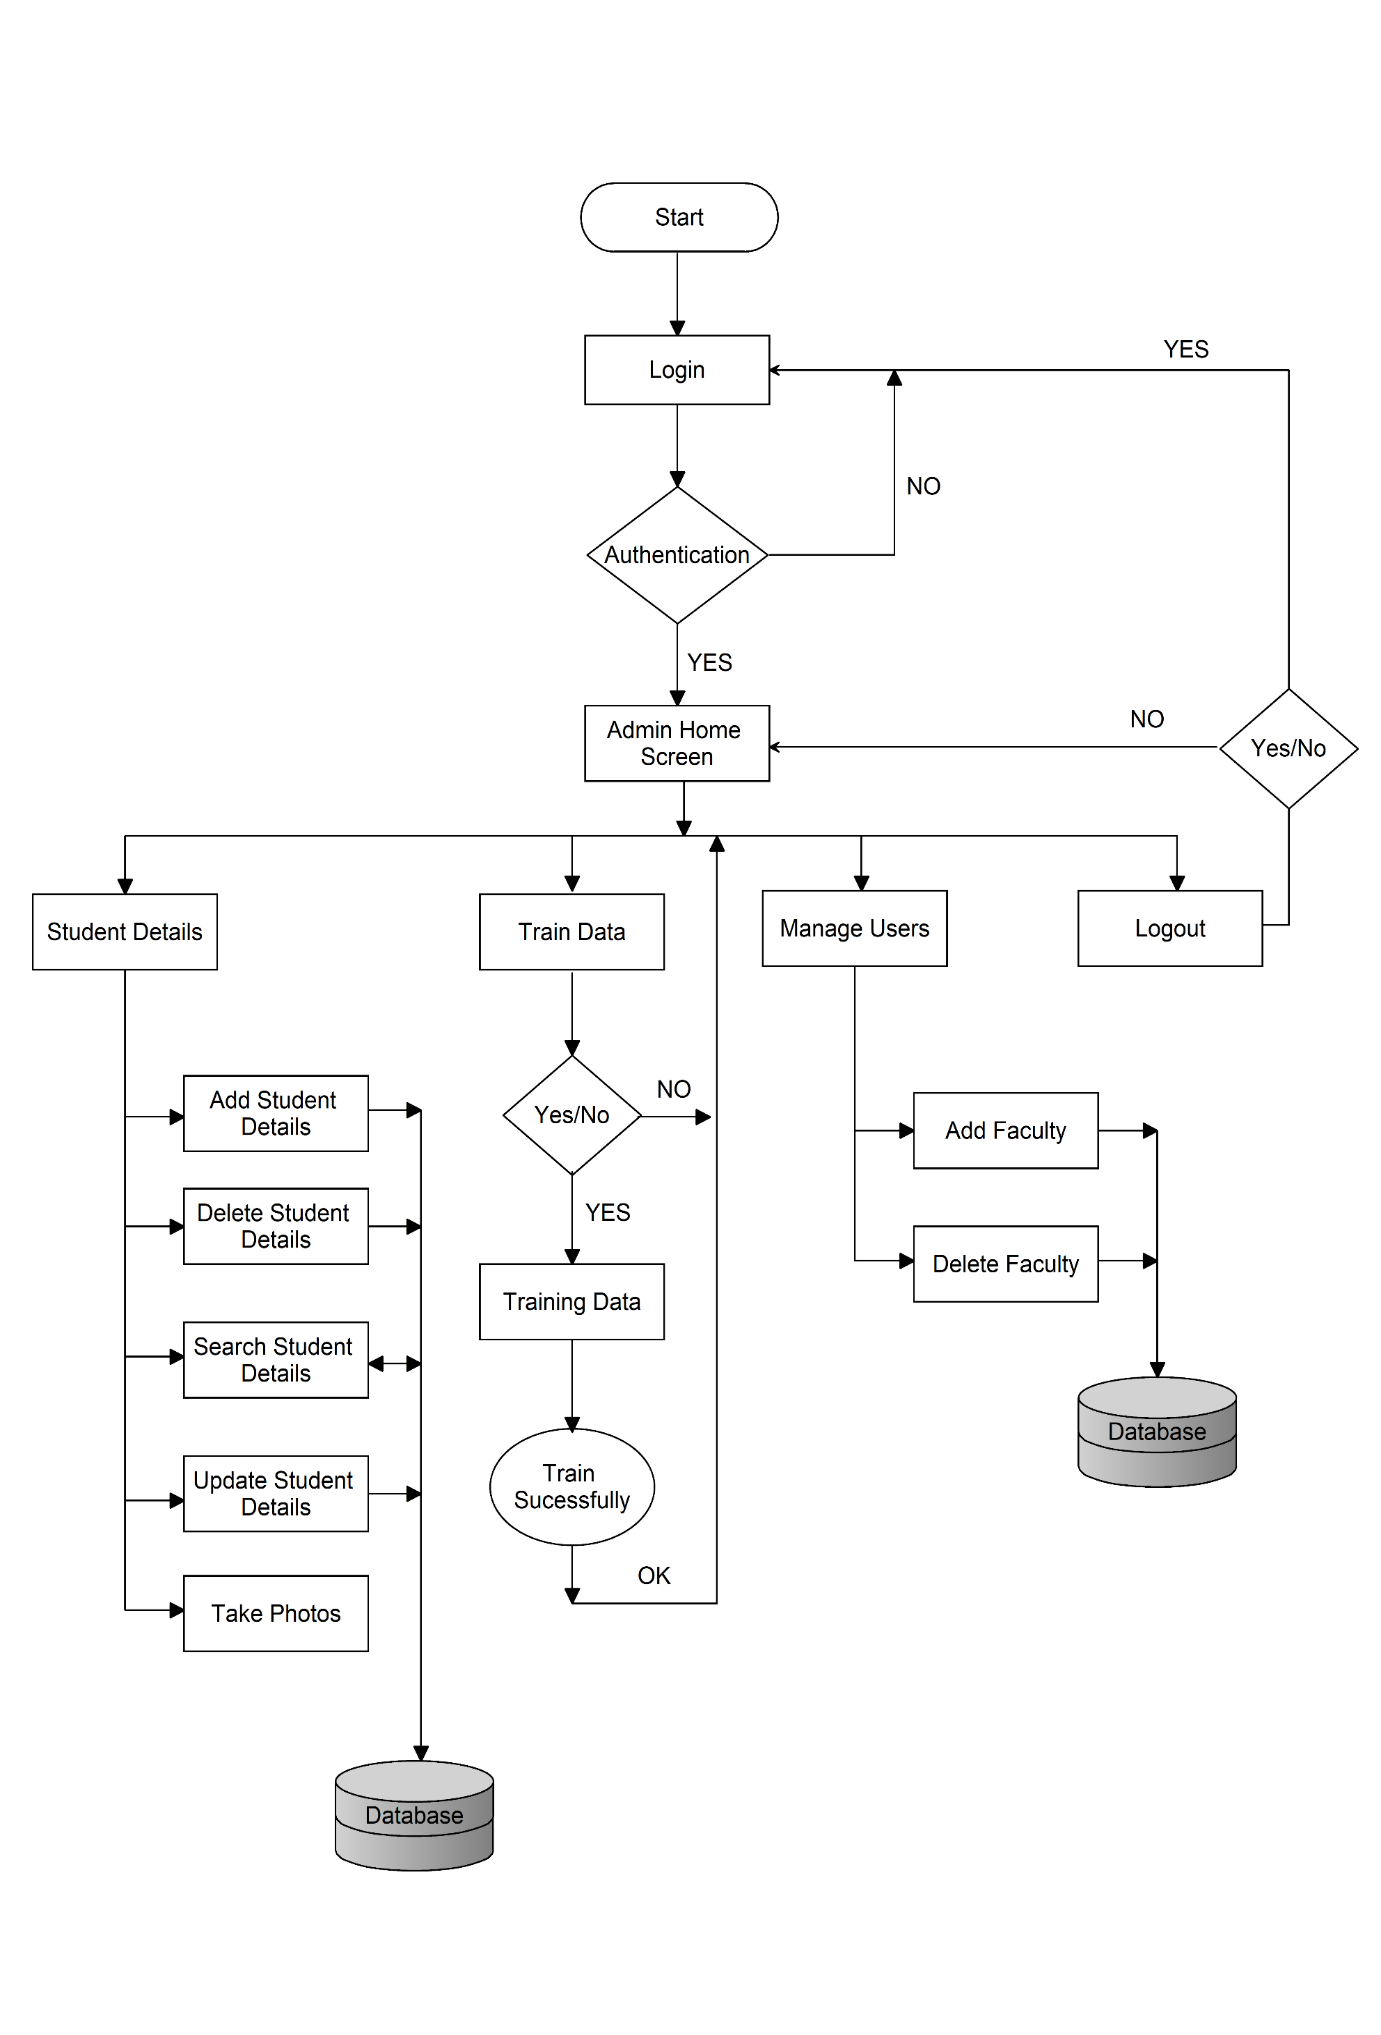 Start
Login
YES
NO
Authentication
YES
Admin Home
Screen
NO
Yes/No
Student Details
Train Data
Manage Users
Logout
Add Student
Details
Yes/No
NO
Add Faculty
Delete Student
Details
YES
Delete Faculty
Search Student
Details
Training Data
Database
Update Student
Details
Train
Sucessfully
OK
Take Photos
Database